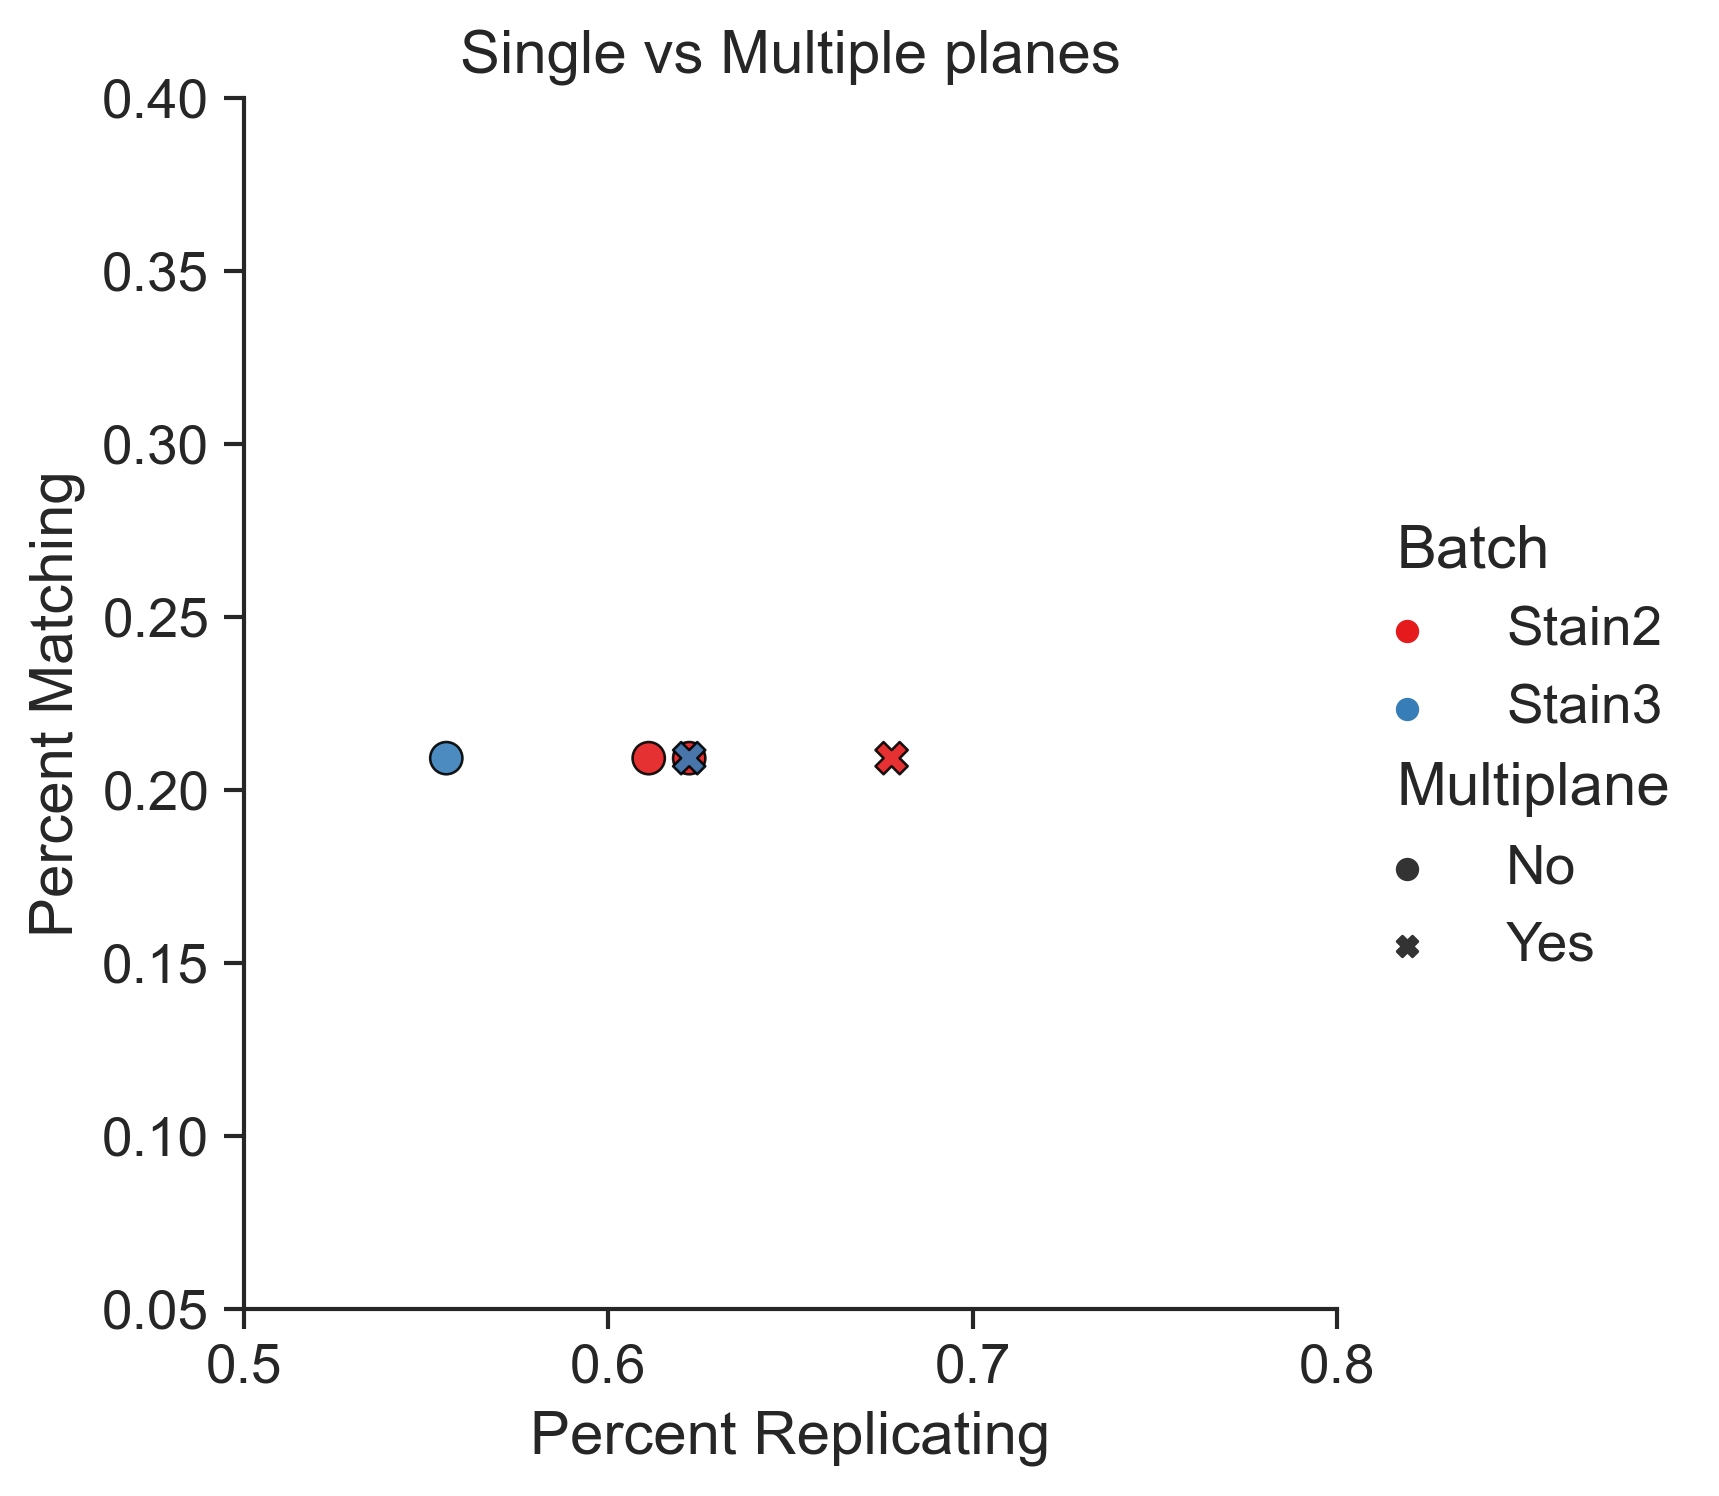 Single vs Multiple planes
0.40
0.35
0.30
0.25
0.20
0.15
0.10
0.05
Percent Matching
0.5 0.6 0.7 0.8
Percent Replicating
Batch
Stain2
Stain3
Multiplane
No
Yes